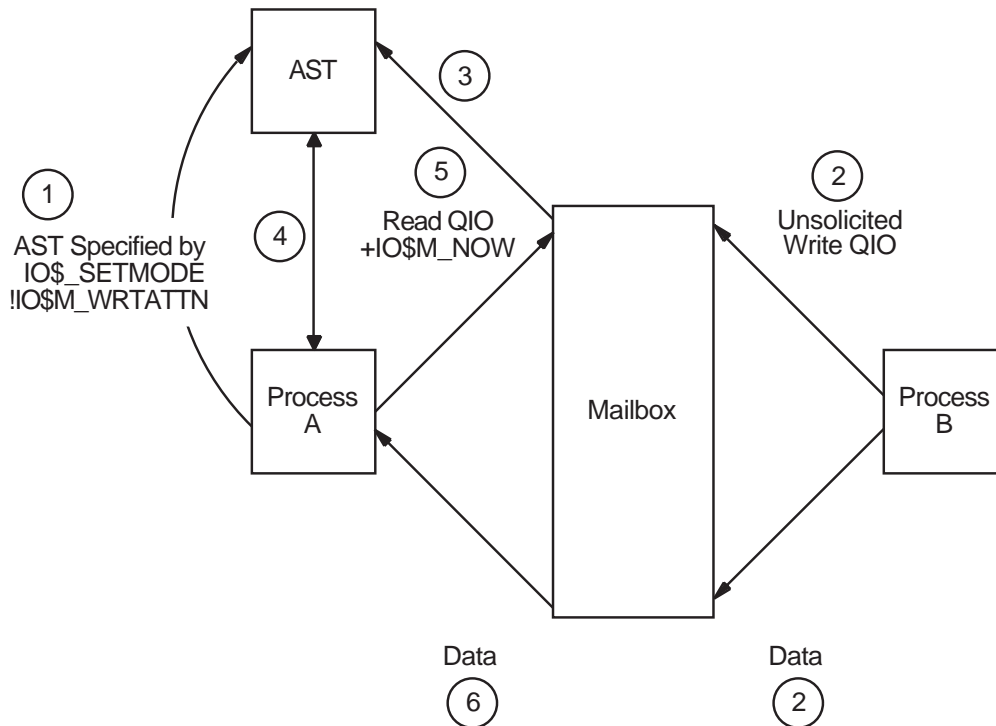 AST
3
1
AST Specified by
IO$_SETMODE
!IO$M_WRTATTN
4
5
Read QIO
+IO$M_NOW
2
Unsolicited
Write QIO
Process
A
Mailbox
Process
B
Data
6
Data
2